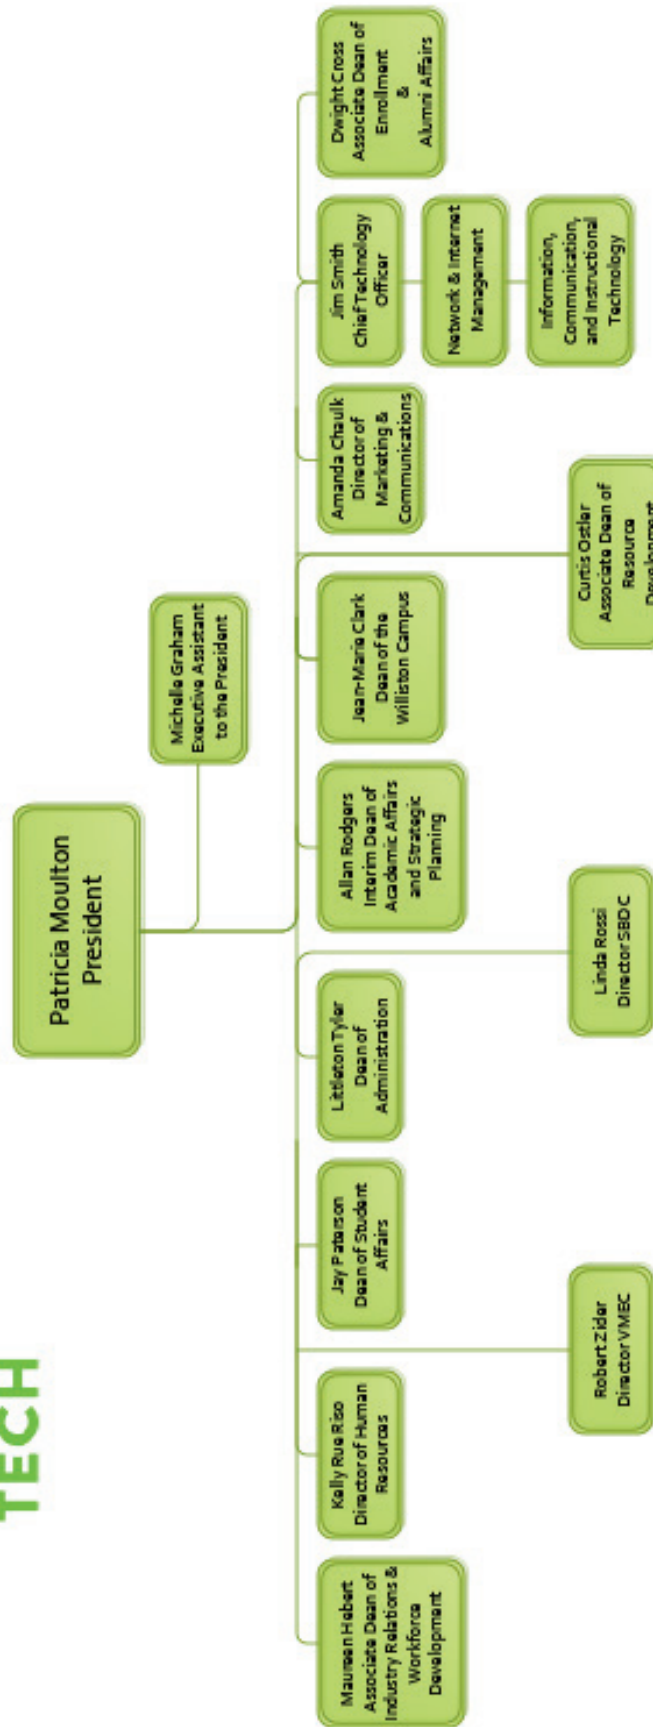 TECH
Patricia Moulton
President
Michelle Graham
Executive Assistant
to the President
Maureen Hebert
Associate Dean of
Industry Relations &
Workforce
Development
Kelly Rue Riso
Director of Human
Resources
Jay Paterson
Dean of Student
Affairs
Littleton Tyler
Dean of
Administration
Allan Rodgers
Interim Dean of
Academic Affairs
and Strategic
Planning
Jean-Marie Clark
Dean of the
Williston Campus
Amanda Chaulk
Director of
Marketing &
Communications
Jim Smith
Chief Technology
Officer
Network & Internet
Management
Information,
Communication,
and Instructional
Technology
Dwight Cross
Associate Dean of
Enrollment
&
Alumni Affairs
Robert Zider
Director VMEC
Linda Rossi
Director SBDC
Curtis Ostler
Associate Dean of
Resource
Development